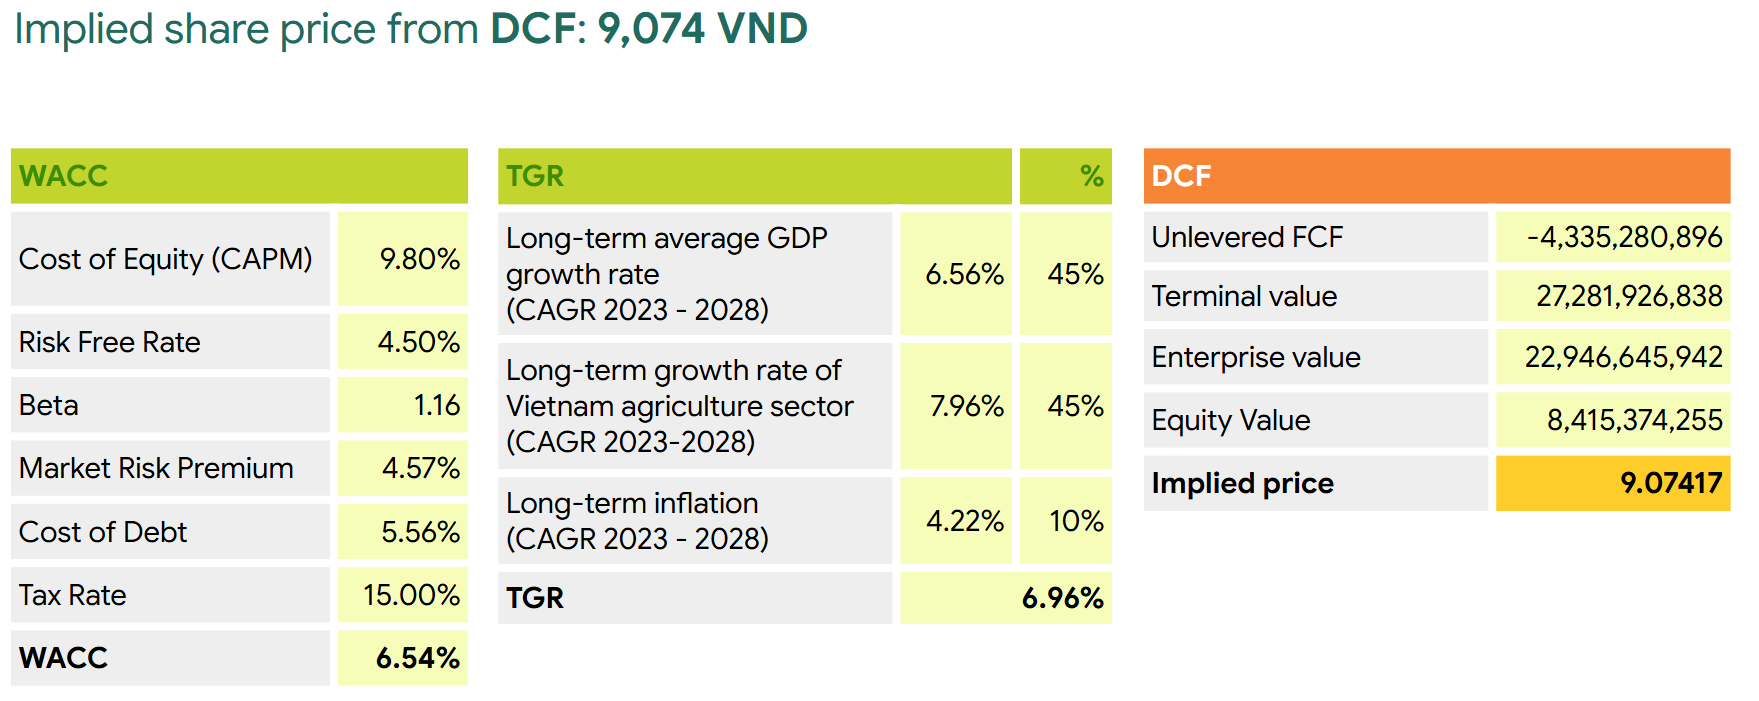 Implied share price from DCF: 9,074 VND
WACC
Cost of Equity (CAPM) 9.80%
Risk Free Rate 4.50%
Beta 1.16
Market Risk Premium 4.57%
Cost of Debt 5.56%
Tax Rate 15.00%
WACC 6.54%
TGR %
Long-term average GDP
growth rate
(CAGR 2023 - 2028) 6.56% 45%
Long-term growth rate of
Vietnam agriculture sector
(CAGR 2023-2028) 7.96% 45%
Long-term inflation
(CAGR 2023 - 2028) 4.22% 10%
TGR 6.96%
DCF
Unlevered FCF -4,335,280,896
Terminal value 27,281,926,838
Enterprise value 22,946,645,942
Equity Value 8,415,374,255
Implied price 9.07417